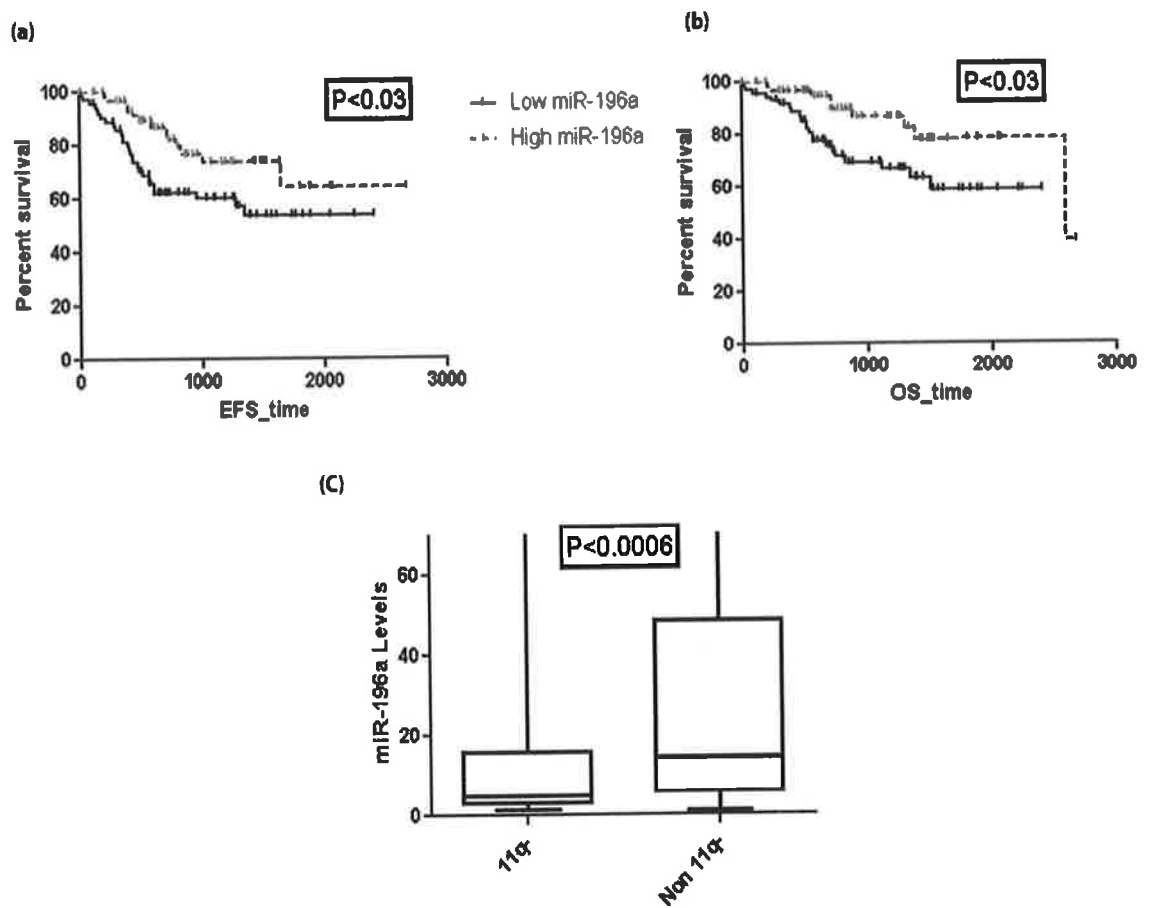 (a)
(b)
P<0.03
P<0.03
Low miR-196a
High miR-196a
100
80
60
40
20
0
Percent survival
0
1000
2000
3000
EFS_time
100
80
60
40
20
0
Percent survival
0
1000
2000
3000
OS_time
(C)
P<0.0006
60
40
20
0
miR-196a Levels
11q-
Non 11q-